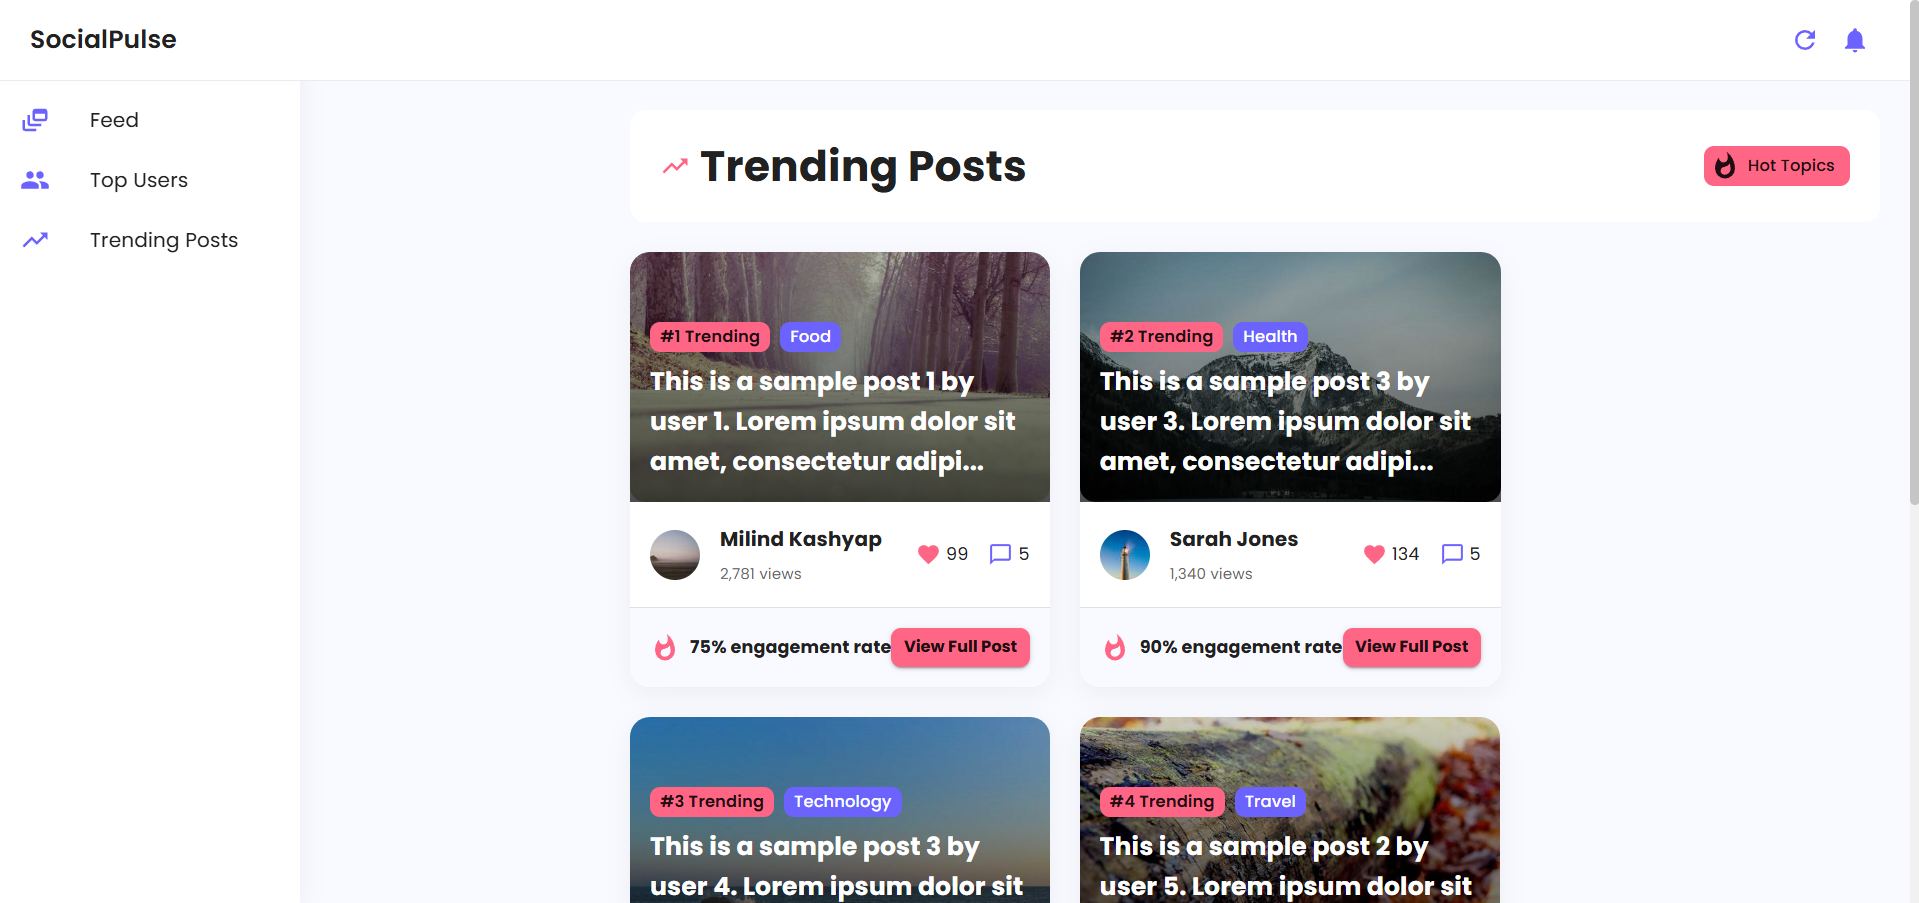 SocialPulse
Feed
Top Users
Trending Posts
Trending Posts
Hot Topics
#1 Trending
Food
This is a sample post 1 by
user 1. Lorem ipsum dolor sit
amet, consectetur adipi...
Milind Kashyap
2,781 views
99
5
75% engagement rate
View Full Post
#2 Trending
Health
This is a sample post 3 by
user 3. Lorem ipsum dolor sit
amet, consectetur adipi...
Sarah Jones
1,340 views
134
5
90% engagement rate
View Full Post
#3 Trending
Technology
This is a sample post 3 by
user 4. Lorem ipsum dolor sit
#4 Trending
Travel
This is a sample post 2 by
user 5. Lorem ipsum dolor sit